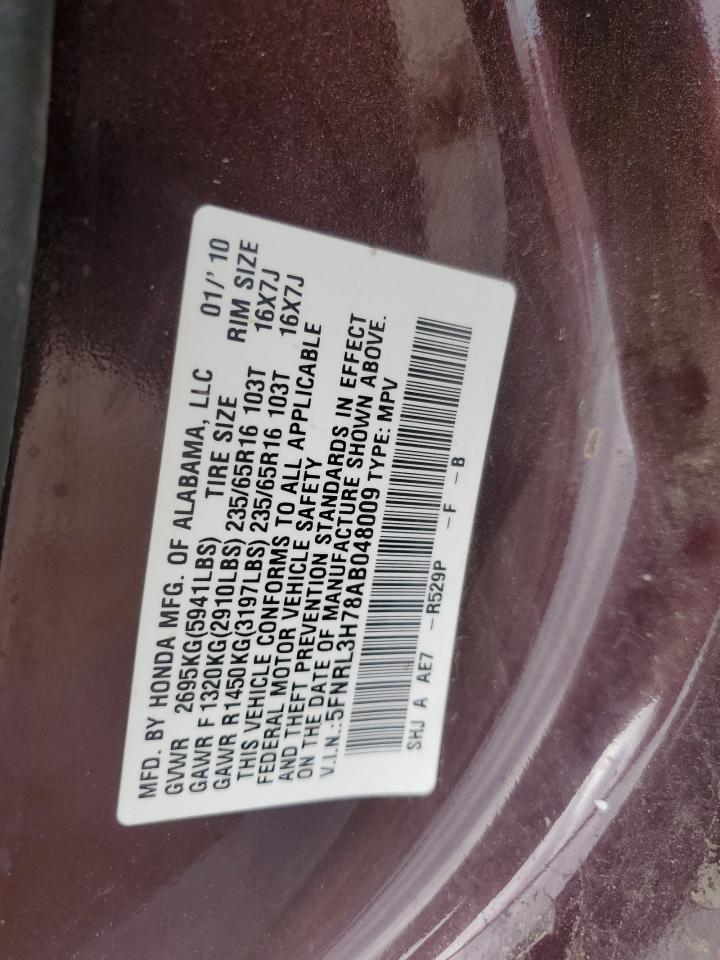 MFD. BY HONDA MFG. OF ALABAMA, LLC 01/' 10
GVWR 2695KG(5941LBS) TIRE SIZE RIM SIZE
GAWR F 1320KG(2910LBS) 235/65R16 103T 16X7J
GAWR R 1450KG(3197LBS) 235/65R16 103T 16X7J
THIS VEHICLE CONFORMS TO ALL APPLICABLE
FEDERAL MOTOR VEHICLE SAFETY
AND THEFT PREVENTION STANDARDS IN EFFECT
ON THE DATE OF MANUFACTURE SHOWN ABOVE.
V.I.N.:5FNRL3H78AB048009 TYPE: MPV
SHJ A AE7 -R529P -F -B